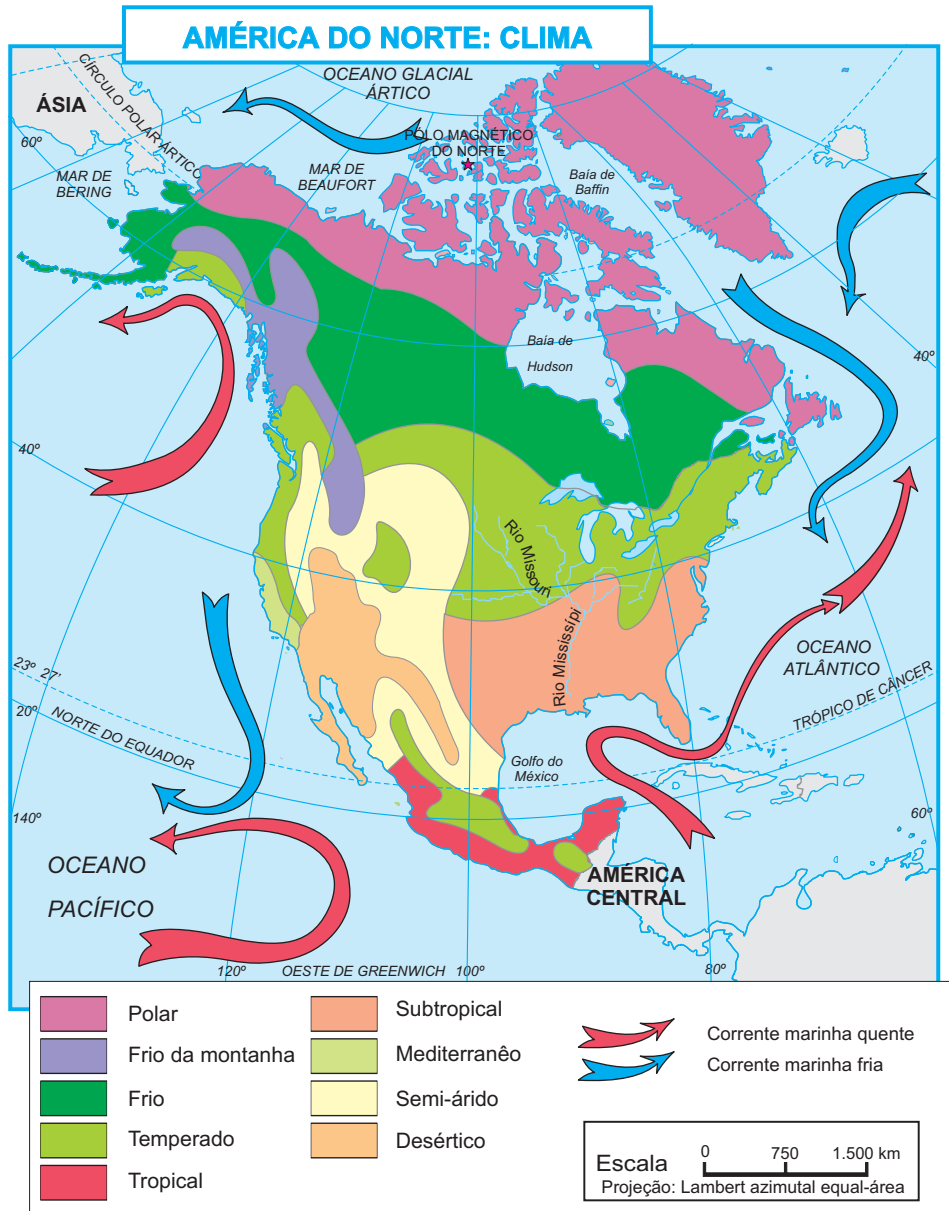 AMÉRICA DO NORTE: CLIMA
OCEANO GLACIAL
ÁRTICO
CÍRCULO POLAR ÁRTICO
ÁSIA
60º
PÓLO MAGNÉTICO
DO NORTE
MAR DE
BERING
MAR DE
BEAUFORT
Baía de
Baffin
Baía de
Hudson
40º
40º
Rio Missouri
Rio Mississípi
OCEANO
ATLÂNTICO
TRÓPICO DE CÂNCER
23º 27'
20º
NORTE DO EQUADOR
Golfo do
México
140º
60º
AMÉRICA
CENTRAL
OCEANO
PACÍFICO
120º
OESTE DE GREENWICH
100º
80º
Polar
Frio da montanha
Frio
Temperado
Tropical
Subtropical
Mediterranêo
Semi-árido
Desértico
Corrente marinha quente
Corrente marinha fria
Escala
0 750 1.500 km
Projeção: Lambert azimutal equal-área